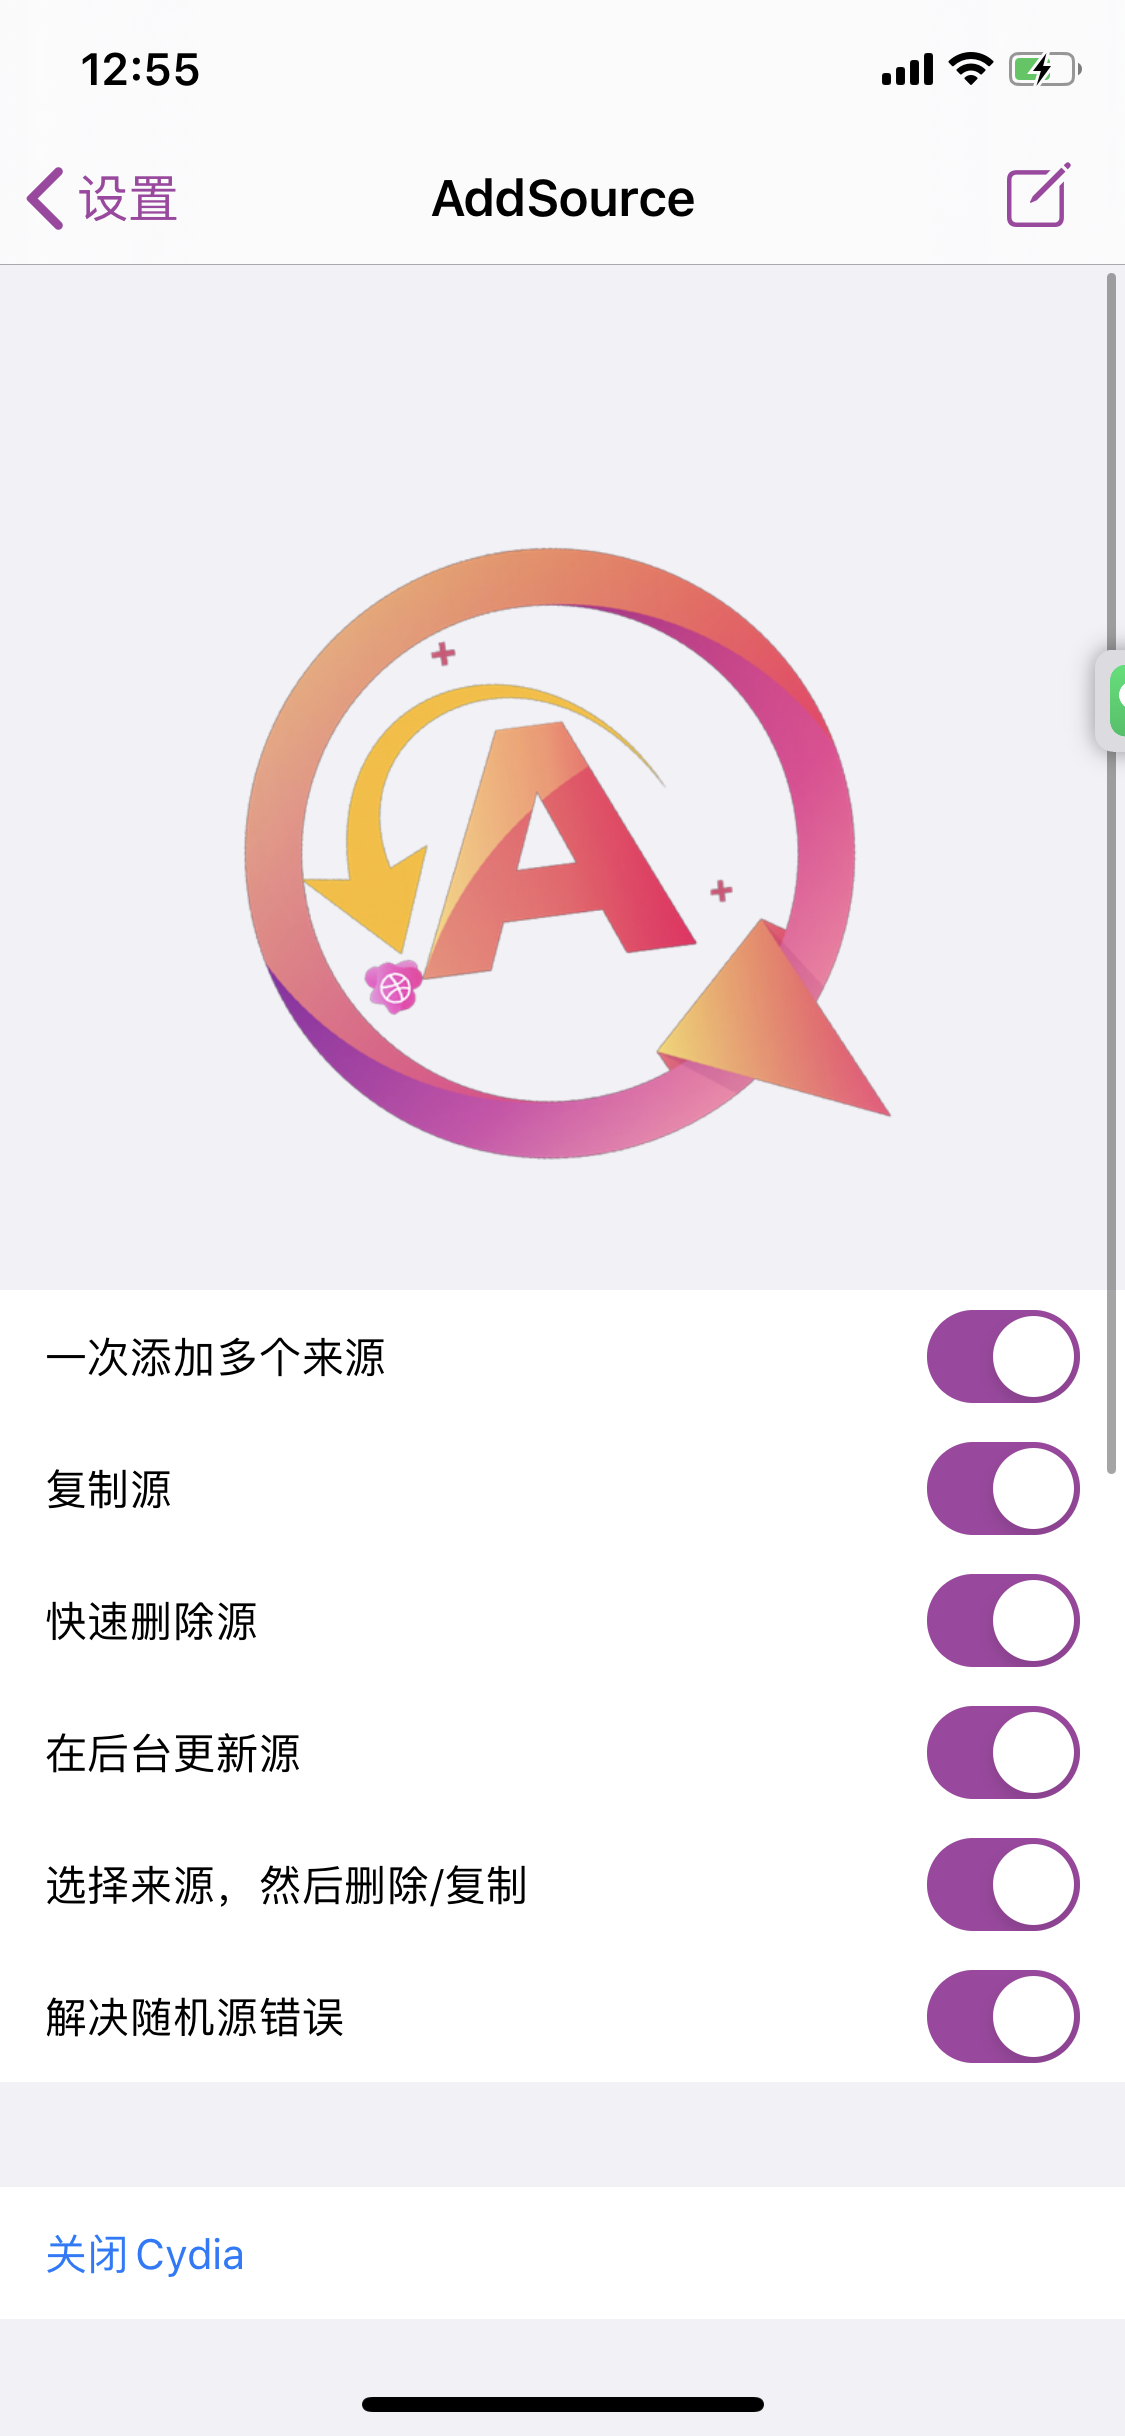 12:55
设置
AddSource
A
一次添加多个来源
复制源
快速删除源
在后台更新源
选择来源，然后删除/复制
解决随机源错误
关闭 Cydia